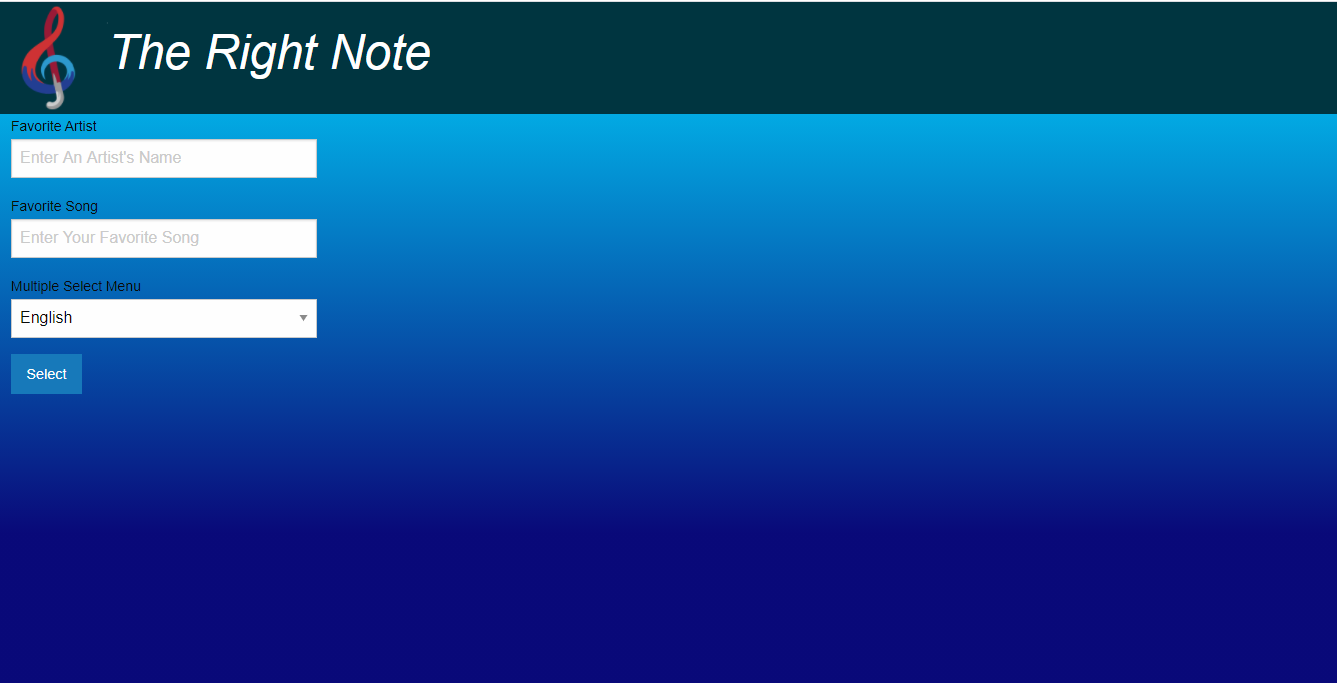 The Right Note
Favorite Artist
Enter An Artist's Name
Favorite Song
Enter Your Favorite Song
Multiple Select Menu
English
Select